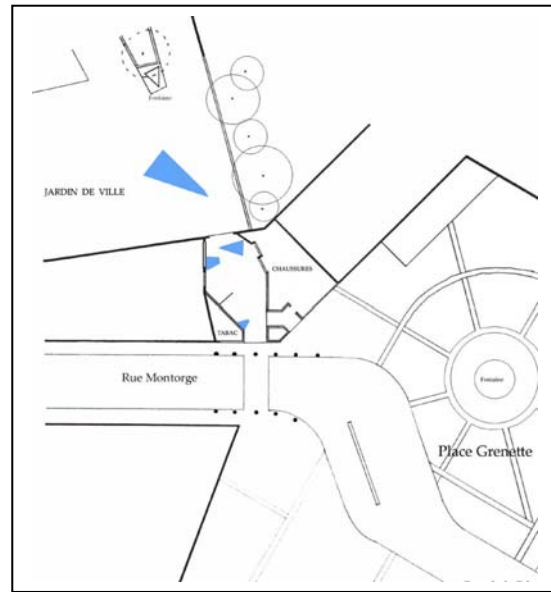 Fontaine
JARDIN DE VILLE
CHAUSSURES
TABAC
Rue Montorge
Fontaine
Place Grenette